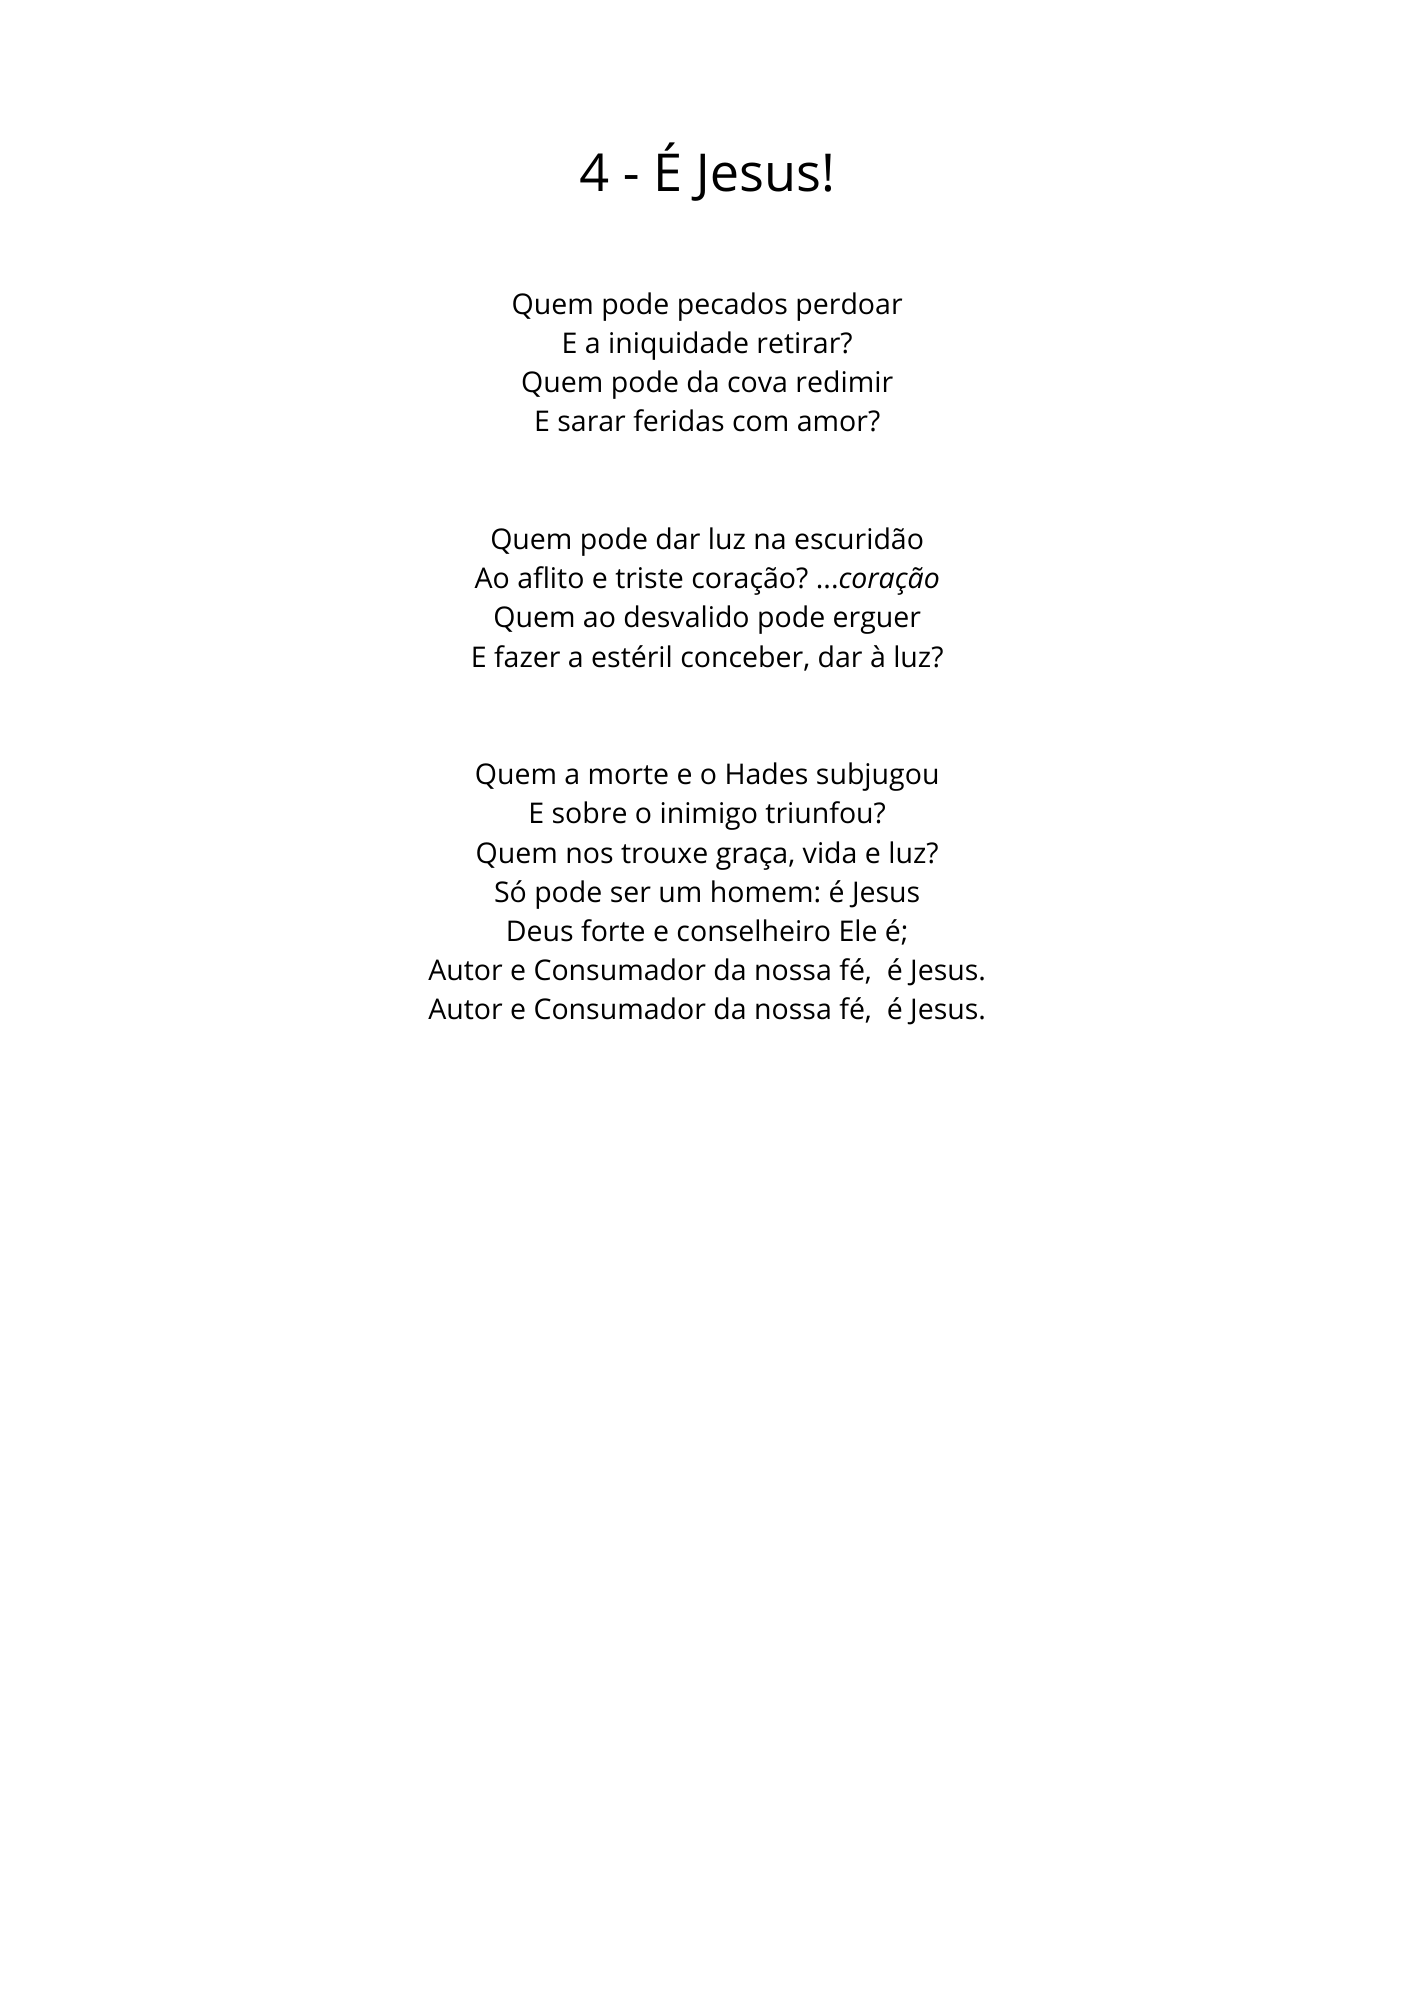 4 - É Jesus!
Quem pode pecados perdoar
E a iniquidade retirar?
Quem pode da cova redimir
E sarar feridas com amor?
Quem pode dar luz na escuridão
Ao aflito e triste coração? ...coração
Quem ao desvalido pode erguer
E fazer a estéril conceber, dar à luz?
Quem a morte e o Hades subjugou
E sobre o inimigo triunfou?
Quem nos trouxe graça, vida e luz?
Só pode ser um homem: é Jesus
Deus forte e conselheiro Ele é;
Autor e Consumador da nossa fé,  é Jesus.
Autor e Consumador da nossa fé,  é Jesus.